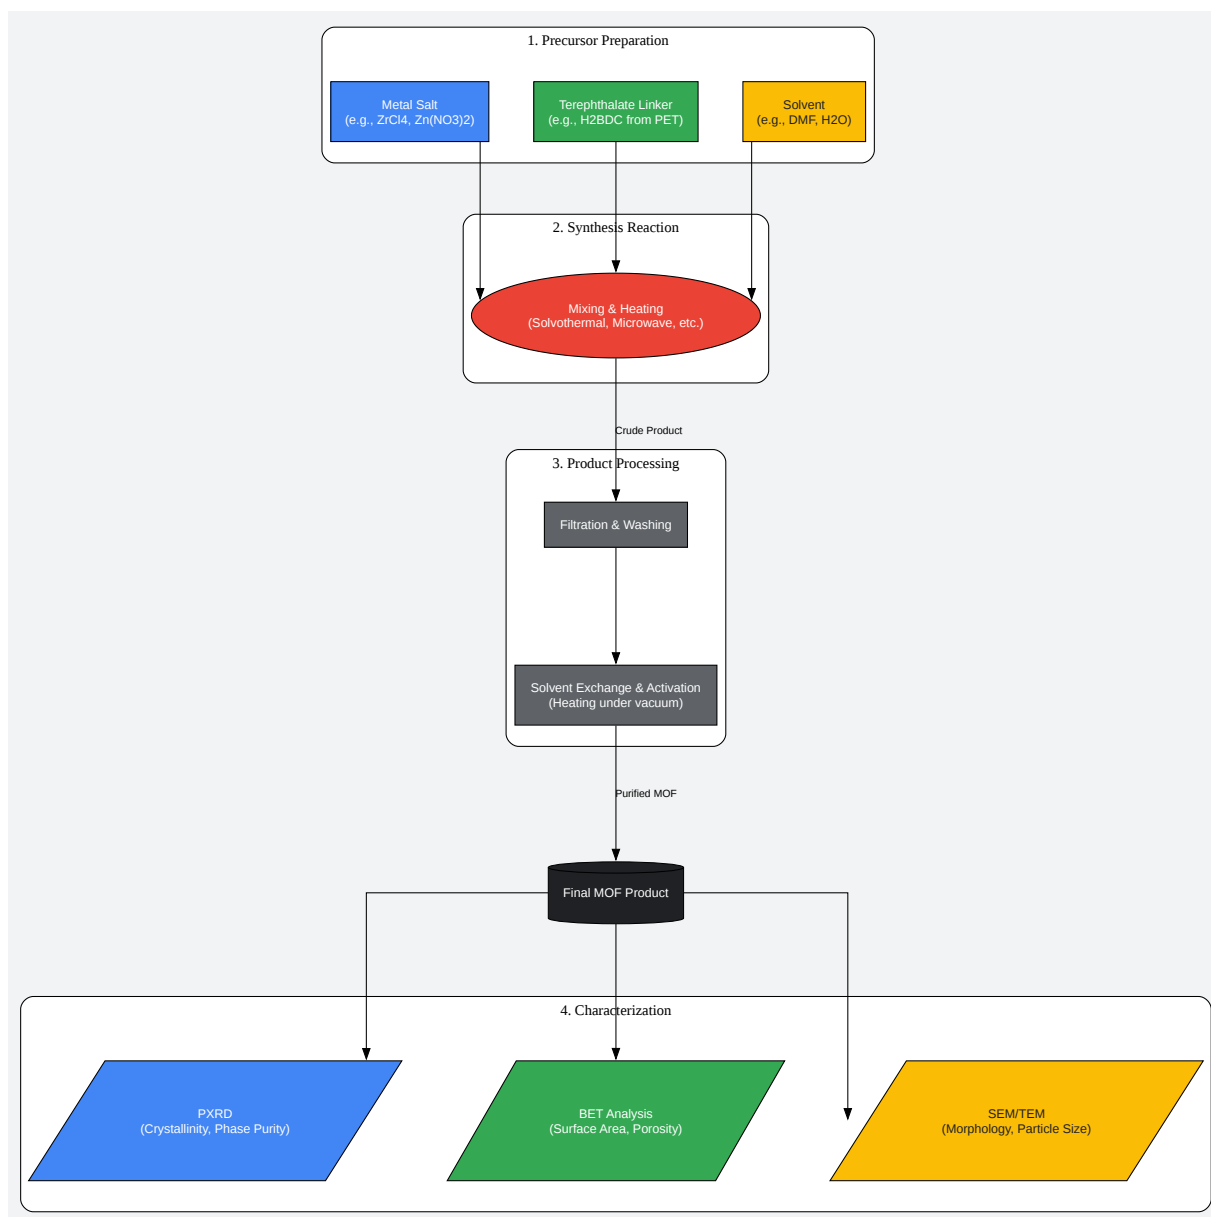 1. Precursor Preparation
Metal Salt
(e.g., ZrCl4, Zn(NO3)2)
Terephthalate Linker
(e.g., H2BDC from PET)
Solvent
(e.g., DMF, H2O)
2. Synthesis Reaction
Mixing & Heating
(Solvothermal, Microwave, etc.)
Crude Product
3. Product Processing
Filtration & Washing
Solvent Exchange & Activation
(Heating under vacuum)
Purified MOF
Final MOF Product
4. Characterization
PXRD
(Crystallinity, Phase Purity)
BET Analysis
(Surface Area, Porosity)
SEM/TEM
(Morphology, Particle Size)